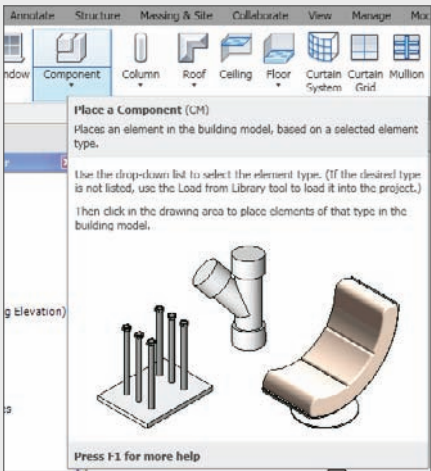 Annotate Structure Massing & Site Collaborate View Manage Mod
ndow Component Column Roof Ceiling Floor Curtain System Curtain Grid Mullion
Place a Component (CM)
Places an element in the building model, based on a selected element
type.
Use the drop-down list to select the element type. (If the desired type
is not listed, use the Load from Library tool to load it into the project.)
Then click in the drawing area to place elements of that type in the
building model.
g Elevation)
s
Press F1 for more help